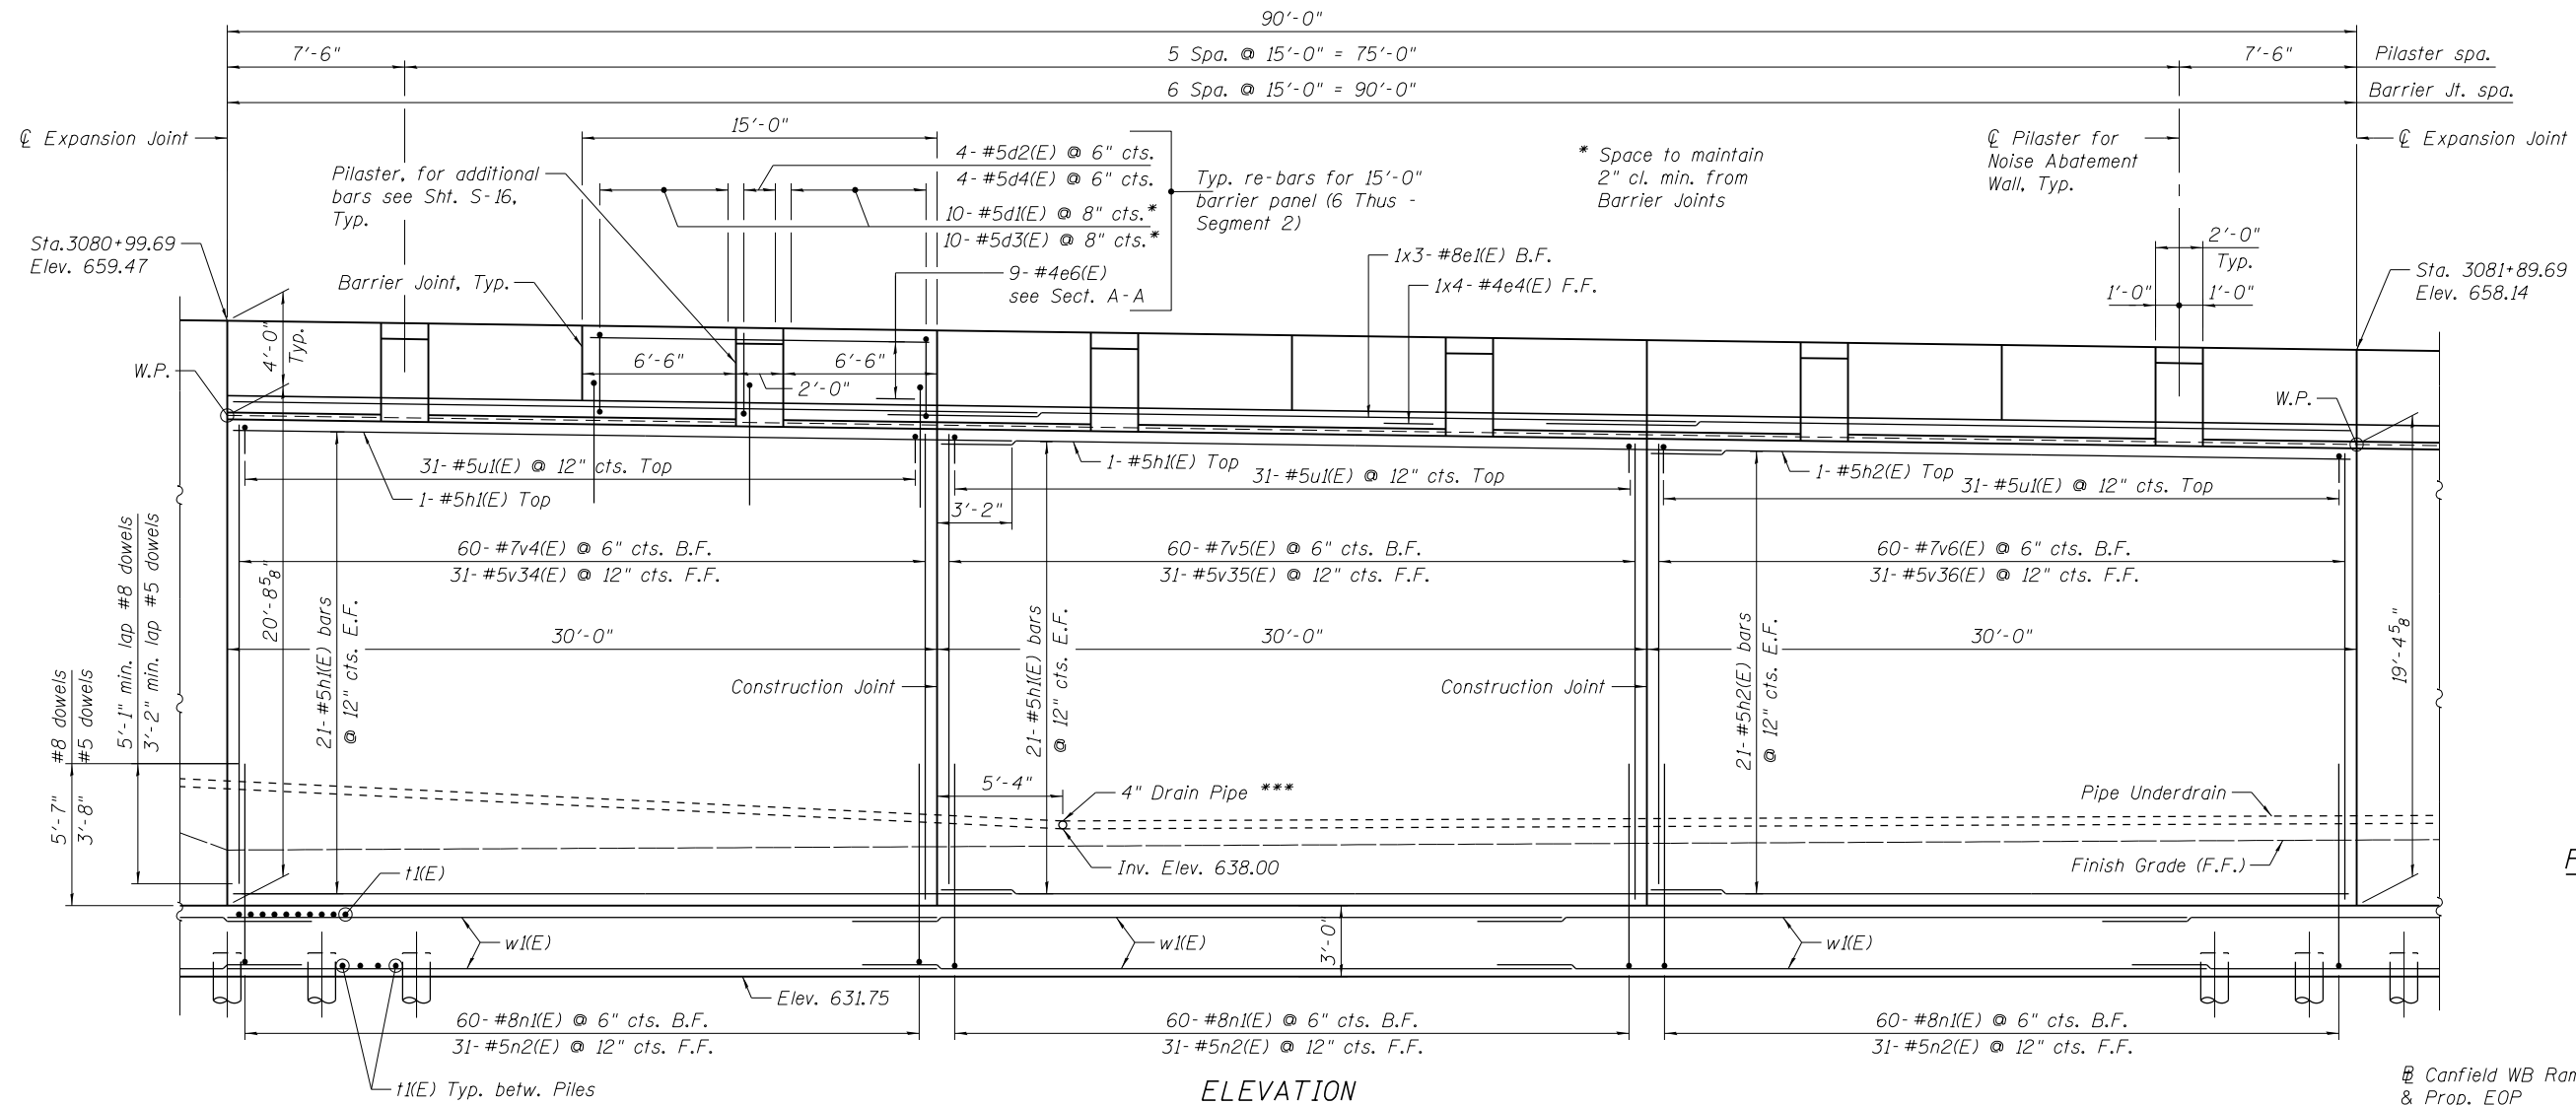 90'-0"
7'-6"
5 Spa. @ 15'-0" = 75'-0"
7'-6"
Pilaster spa.
6 Spa. @ 15'-0" = 90'-0"
Barrier Jt. spa.
℄ Expansion Joint
15'-0"
4-#5d2(E) @ 6" cts.
4-#5d4(E) @ 6" cts.
10-#5d1(E) @ 8" cts.*
10-#5d3(E) @ 8" cts.*
9-#4e6(E)
see Sect. A-A
Typ. re-bars for 15'-0"
barrier panel (6 Thus -
Segment 2)
* Space to maintain
2" cl. min. from
Barrier Joints
℄ Pilaster for
Noise Abatement
Wall, Typ.
℄ Expansion Joint
Pilaster, for additional
bars see Sht. S-16,
Typ.
Sta.3080+99.69
Elev. 659.47
Barrier Joint, Typ.
1x3-#8e1(E) B.F.
1x4-#4e4(E) F.F.
2'-0"
Typ.
1'-0"
1'-0"
Sta. 3081+89.69
Elev. 658.14
4'-0"
Typ.
W.P.
6'-6"
6'-6"
2'-0"
W.P.
31-#5u1(E) @ 12" cts. Top
1-#5h1(E) Top
1-#5h1(E) Top
31-#5u1(E) @ 12" cts. Top
1-#5h2(E) Top
31-#5u1(E) @ 12" cts. Top
3'-2"
60-#7v4(E) @ 6" cts. B.F.
31-#5v34(E) @ 12" cts. F.F.
60-#7v5(E) @ 6" cts. B.F.
31-#5v35(E) @ 12" cts. F.F.
60-#7v6(E) @ 6" cts. B.F.
31-#5v36(E) @ 12" cts. F.F.
5'-7" #8 dowels
3'-8" #5 dowels
5'-1" min. lap #8 dowels
3'-2" min. lap #5 dowels
20'-8 5/8"
21-#5h1(E) bars
@ 12" cts. E.F.
30'-0"
21-#5h1(E) bars
@ 12" cts. E.F.
30'-0"
21-#5h2(E) bars
@ 12" cts. E.F.
30'-0"
19'-4 5/8"
Construction Joint
Construction Joint
5'-4"
4" Drain Pipe ***
Pipe Underdrain
Inv. Elev. 638.00
Finish Grade (F.F.)
t1(E)
w1(E)
w1(E)
3'-0"
w1(E)
Elev. 631.75
60-#8n1(E) @ 6" cts. B.F.
31-#5n2(E) @ 12" cts. F.F.
60-#8n1(E) @ 6" cts. B.F.
31-#5n2(E) @ 12" cts. F.F.
60-#8n1(E) @ 6" cts. B.F.
31-#5n2(E) @ 12" cts. F.F.
t1(E) Typ. betw. Piles
ELEVATION
Canfield WB Ram
& Prop. EOP